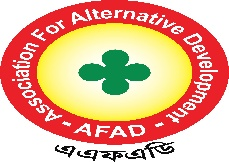 Association For Alternative Development
- AFAD -
এএফএডি